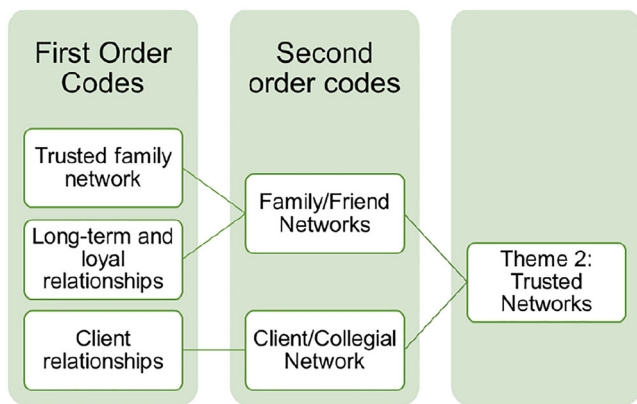 First Order
Codes
Second
order codes
Trusted family
network
Long-term and
loyal relationships
Client
relationships
Family/Friend
Networks
Client/Collegial
Network
Theme 2:
Trusted
Networks